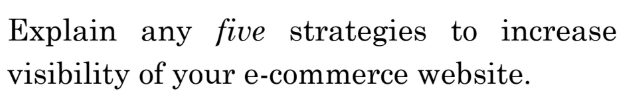 Explain any five strategies to increase
visibility of your e-commerce website.